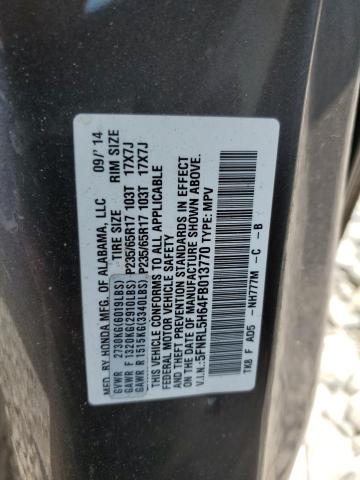 MFD. BY HONDA MFG. OF ALABAMA, LLC 09/'14
GVWR 2730KG(6019LBS) TIRE SIZE RIM SIZE
GAWR F 1320KG(2910LBS) P235/65R17 103T 17X7J
GAWR R 1515KG(3340LBS) P235/65R17 103T 17X7J
THIS VEHICLE CONFORMS TO ALL APPLICABLE
FEDERAL MOTOR VEHICLE SAFETY AND
THEFT PREVENTION STANDARDS IN EFFECT
ON THE DATE OF MANUFACTURE SHOWN ABOVE.
V.I.N.: 5FNRL5H64FB013770 TYPE: MPV
TK8 F AD5 - NH777M - C - B